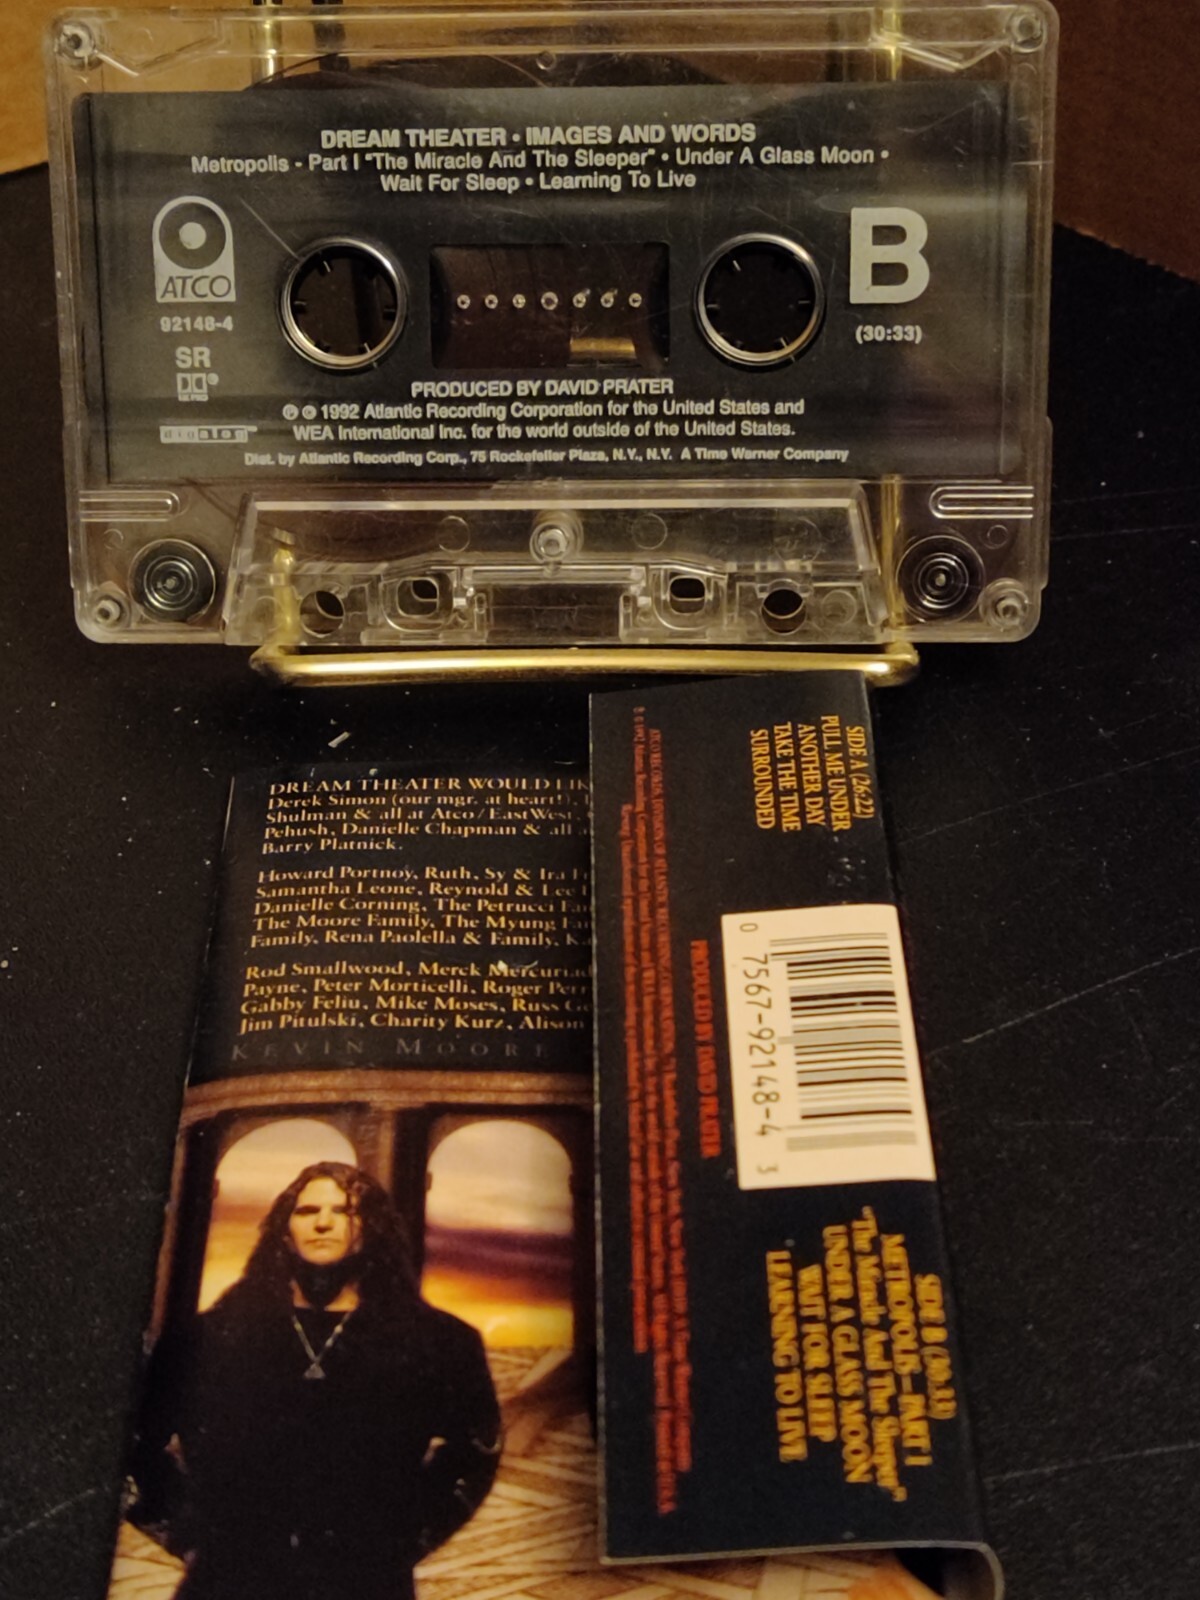 DREAM THEATER • IMAGES AND WORDS
Metropolis - Part I "The Miracle And The Sleeper" • Under A Glass Moon •
Wait For Sleep • Learning To Live
ATCO
92148-4
SR
B
(30:33)
PRODUCED BY DAVID PRATER
℗ © 1992 Atlantic Recording Corporation for the United States and
WEA International Inc. for the world outside of the United States.
digalog
Dist. by Atlantic Recording Corp., 75 Rockefeller Plaza, N.Y., N.Y. A Time Warner Company
DREAM THEATER WOULD
Derek Simon (our mgr. at heart!),
Shulman & all at Atco/EastWest,
Pehush, Danielle Chapman & all
Barry Platnick.
Howard Portnoy, Ruth, Sy & Ira
Samantha Leone, Reynold &
Danielle Corning, The Petrucci
The Moore Family, The Myung
Family, Rena Paolella & Family,
Rod Smallwood, Merck
Payne, Peter Morticelli, Roger
Gabby Feliu, Mike Moses, Russ
Jim Pitulski, Charity Kurz, Alison
KEVIN MOORE
SIDE A (26:22)
PULL ME UNDER
ANOTHER DAY
TAKE THE TIME
SURROUNDED
0 7567-92148-4 3
PRODUCED BY DAVID PRATER
SIDE B
METROPOLIS—PART I
"The Miracle And The Sleeper"
UNDER A GLASS MOON
WAIT FOR SLEEP
LEARNING TO LIVE